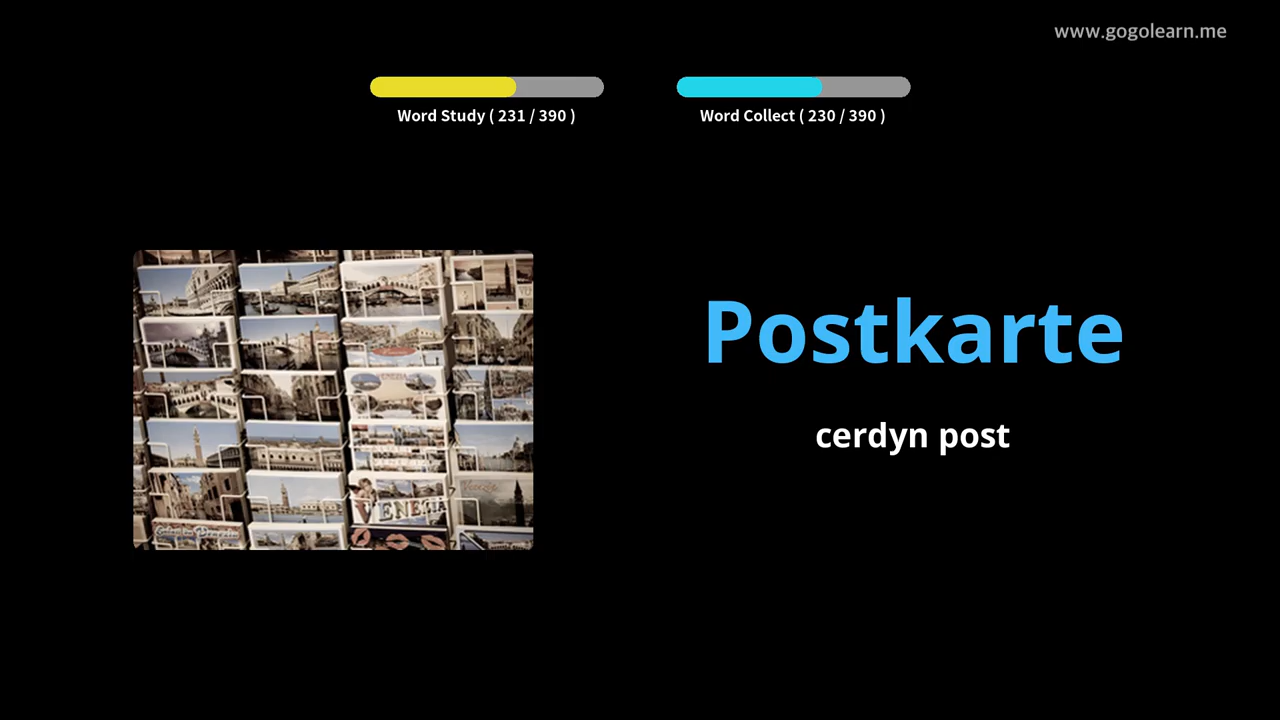 www.gogolearn.me
Word Study ( 231 / 390 )
Word Collect ( 230 / 390 )
Postkarte
cerdyn post
VENEZIA